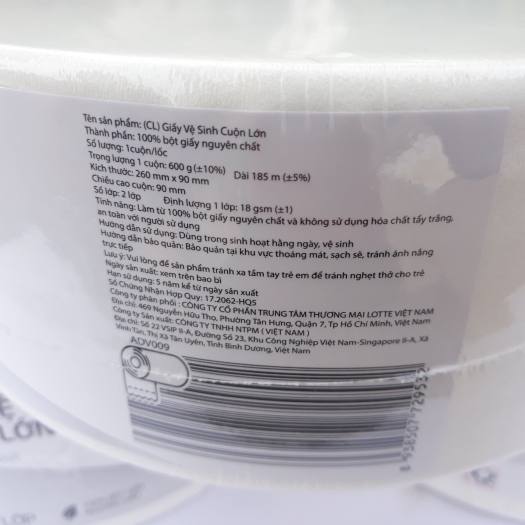 Tên sản phẩm: (CL) Giấy Vệ Sinh Cuộn Lớn
Thành phần: 100% bột giấy nguyên chất
Số lượng: 1cuộn/lốc
Trọng lượng 1 cuộn: 600 g (±10%) Dài 185 m (±5%)
Kích thước: 260 mm x 90 mm
Chiều cao cuộn: 90 mm
Số lớp: 2 lớp Định lượng 1 lớp: 18 gsm (±1)
Tính năng: Làm từ 100% bột giấy nguyên chất và không sử dụng hóa chất tẩy trắng,
an toàn với người sử dụng
Hướng dẫn sử dụng: Dùng trong sinh hoạt hằng ngày, vệ sinh
Hướng dẫn bảo quản: Bảo quản tại khu vực thoáng mát, sạch sẽ, tránh ánh nắng
trực tiếp
Lưu ý: Vui lòng để sản phẩm tránh xa tầm tay trẻ em để tránh nghẹt thở cho trẻ
Ngày sản xuất: xem trên bao bì
Hạn sử dụng: 5 năm kể từ ngày sản xuất
Số Chứng Nhận Hợp Quy: 17.2062-HQ5
Công ty phân phối : CÔNG TY CỔ PHẦN TRUNG TÂM THƯƠNG MẠI LOTTE VIỆT NAM
Địa chỉ: 469 Nguyễn Hữu Thọ, Phường Tân Hưng, Quận 7, Tp Hồ Chí Minh, Việt Nam
Công ty Sản xuất: CÔNG TY TNHH NTPM ( VIỆT NAM )
Địa chỉ: Số 22 VSIP II-A, Đường Số 23, Khu Công Nghiệp Việt Nam-Singapore II-A, Xã
Vĩnh Tân, Thị Xã Tân Uyên, Tỉnh Bình Dương, Việt Nam
ADV009
8 938507 729532
LỚN
LỚP